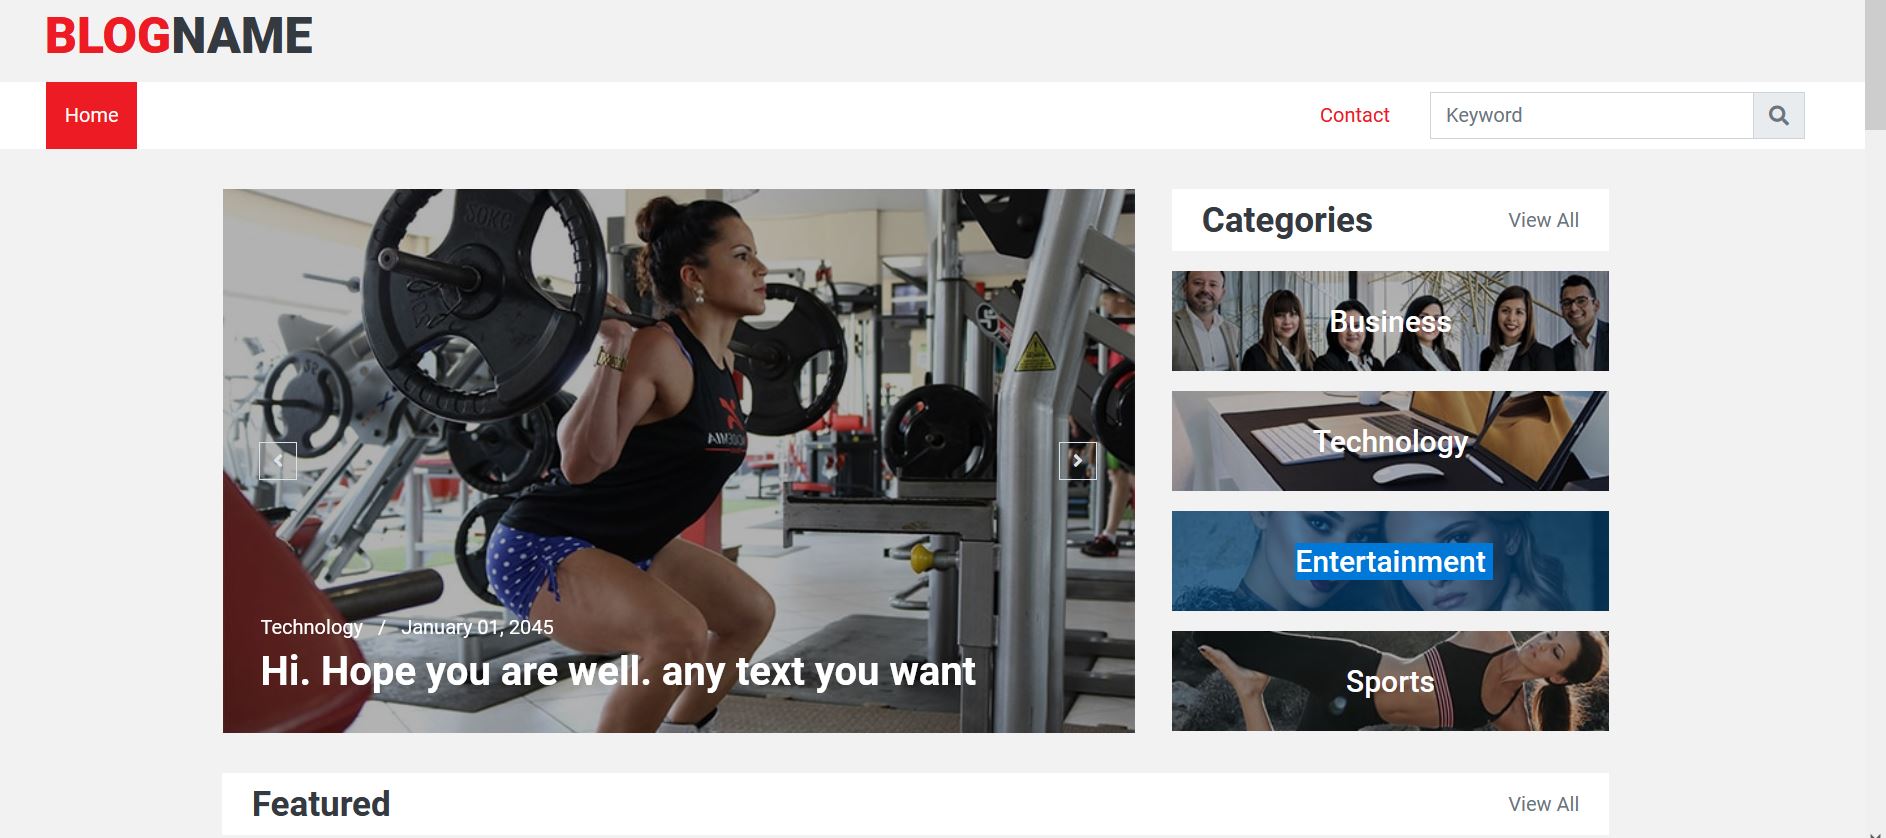 BLOGNAME
Home
Contact
Keyword
50KG
Technology / January 01, 2045
Hi. Hope you are well. any text you want
Categories
View All
Business
Technology
Entertainment
Sports
Featured
View All